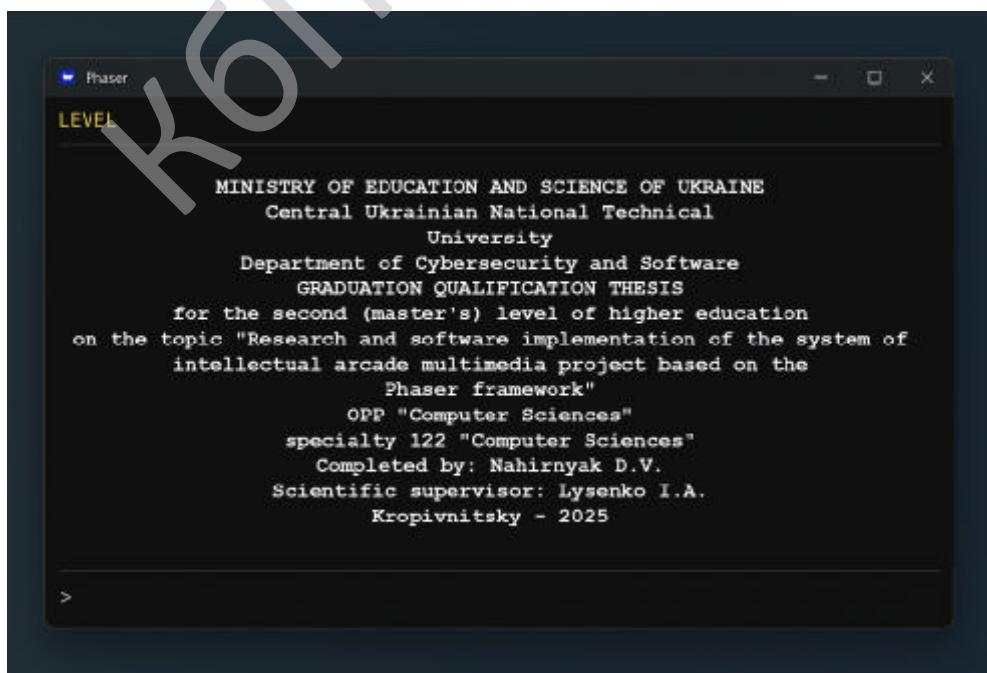 Кбп
Phaser
LEVEL
MINISTRY OF EDUCATION AND SCIENCE OF UKRAINE
Central Ukrainian National Technical
University
Department of Cybersecurity and Software
GRADUATION QUALIFICATION THESIS
for the second (master's) level of higher education
on the topic "Research and software implementation of the system of
intellectual arcade multimedia project based on the
Phaser framework"
OPP "Computer Sciences"
specialty 122 "Computer Sciences"
Completed by: Nahirnyak D.V.
Scientific supervisor: Lysenko I.A.
Kropivnitsky - 2025
>